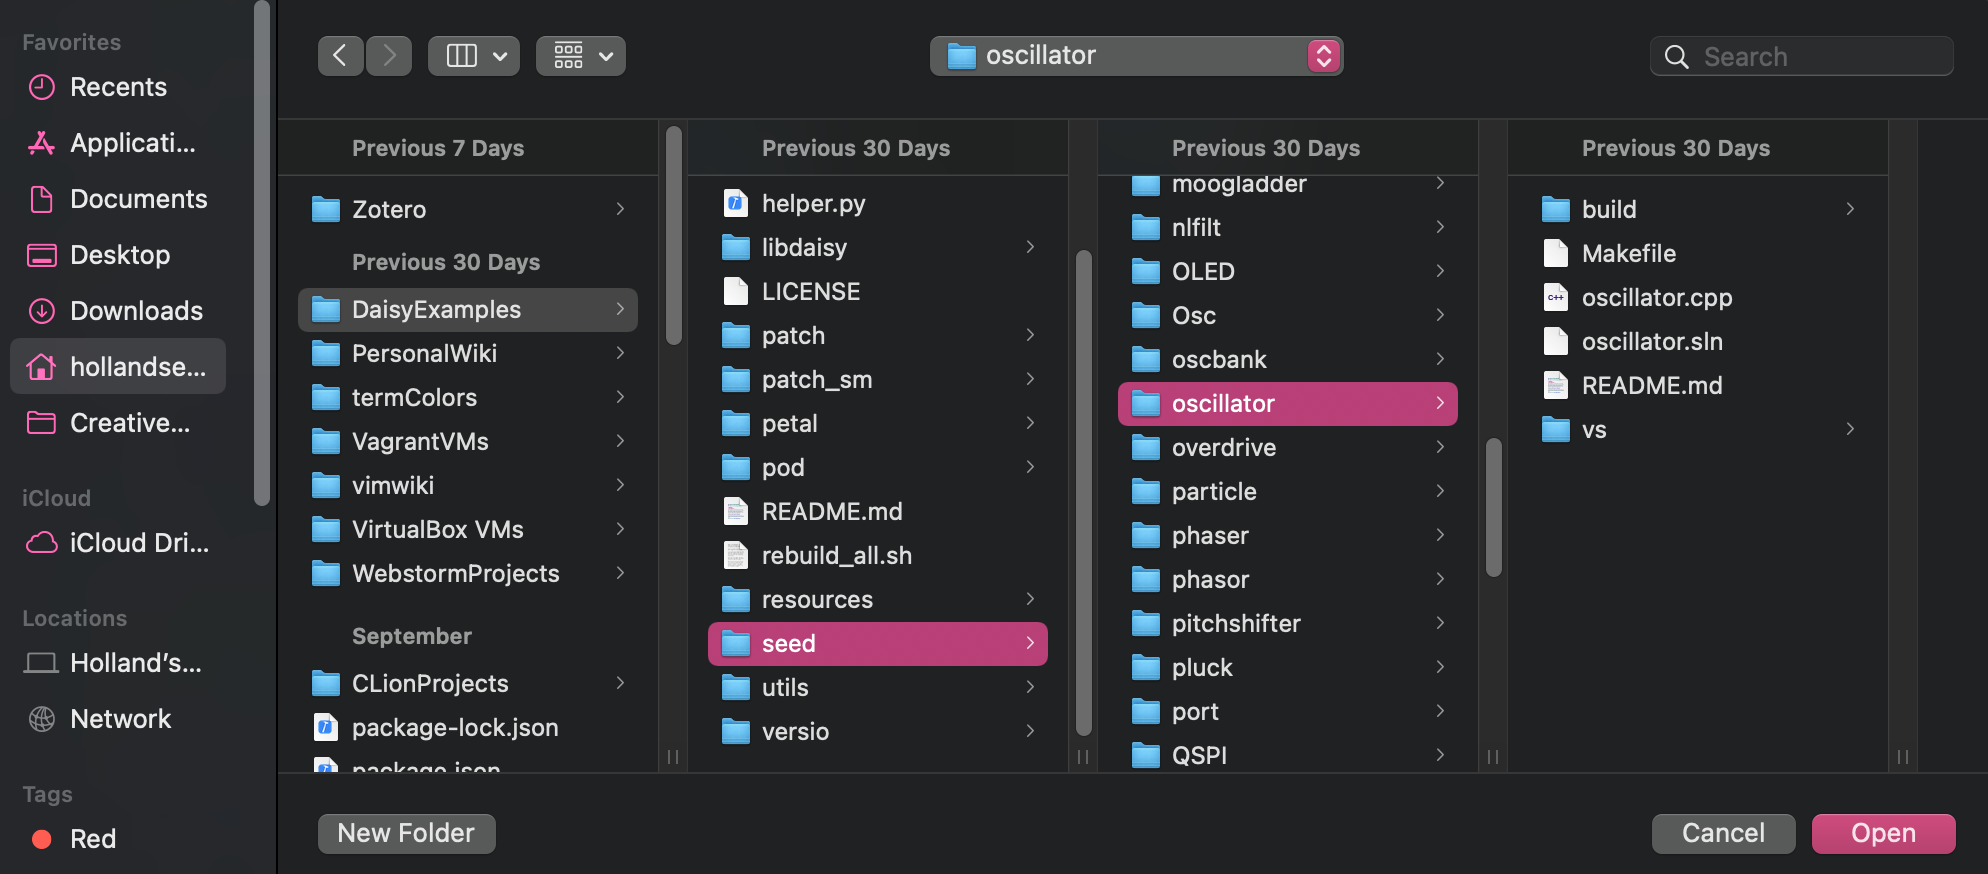 Favorites
Recents
Applicati...
Documents
Desktop
Downloads
hollandse...
Creative...
iCloud
iCloud Dri...
Locations
Holland's...
Network
Tags
Red
oscillator
Search
Previous 7 Days
Zotero
Previous 30 Days
DaisyExamples
PersonalWiki
termColors
VagrantVMs
vimwiki
VirtualBox VMs
WebstormProjects
September
CLionProjects
package-lock.json
package.json
Previous 30 Days
helper.py
libdaisy
LICENSE
patch
patch_sm
petal
pod
README.md
rebuild_all.sh
resources
seed
utils
versio
Previous 30 Days
moogladder
nlfilt
OLED
Osc
oscbank
oscillator
overdrive
particle
phaser
phasor
pitchshifter
pluck
port
QSPI
Previous 30 Days
build
Makefile
C++
oscillator.cpp
oscillator.sln
README.md
vs
New Folder
Cancel
Open